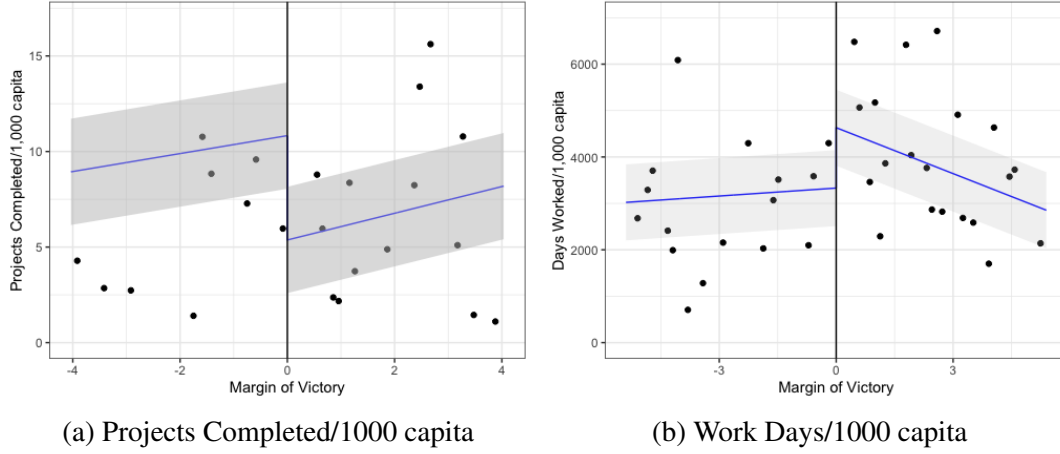 Projects Completed/1,000 capita
15
10
5
0
-4
-2
0
2
4
Margin of Victory
(a) Projects Completed/1000 capita
Days Worked/1,000 capita
6000
4000
2000
0
-3
0
3
Margin of Victory
(b) Work Days/1000 capita